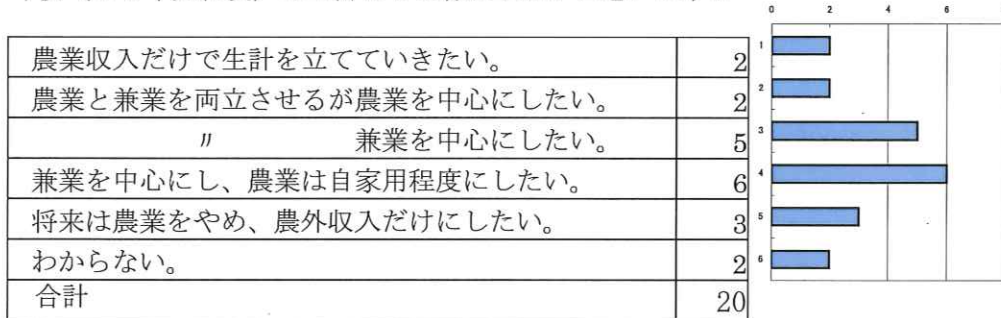 0 2 4 6
農業収入だけで生計を立てていきたい。 2
農業と兼業を両立させるが農業を中心にしたい。 2
〃 兼業を中心にしたい。 5
兼業を中心にし、農業は自家用程度にしたい。 6
将来は農業をやめ、農外収入だけにしたい。 3
わからない。 2
合計 20
1
2
3
4
5
6